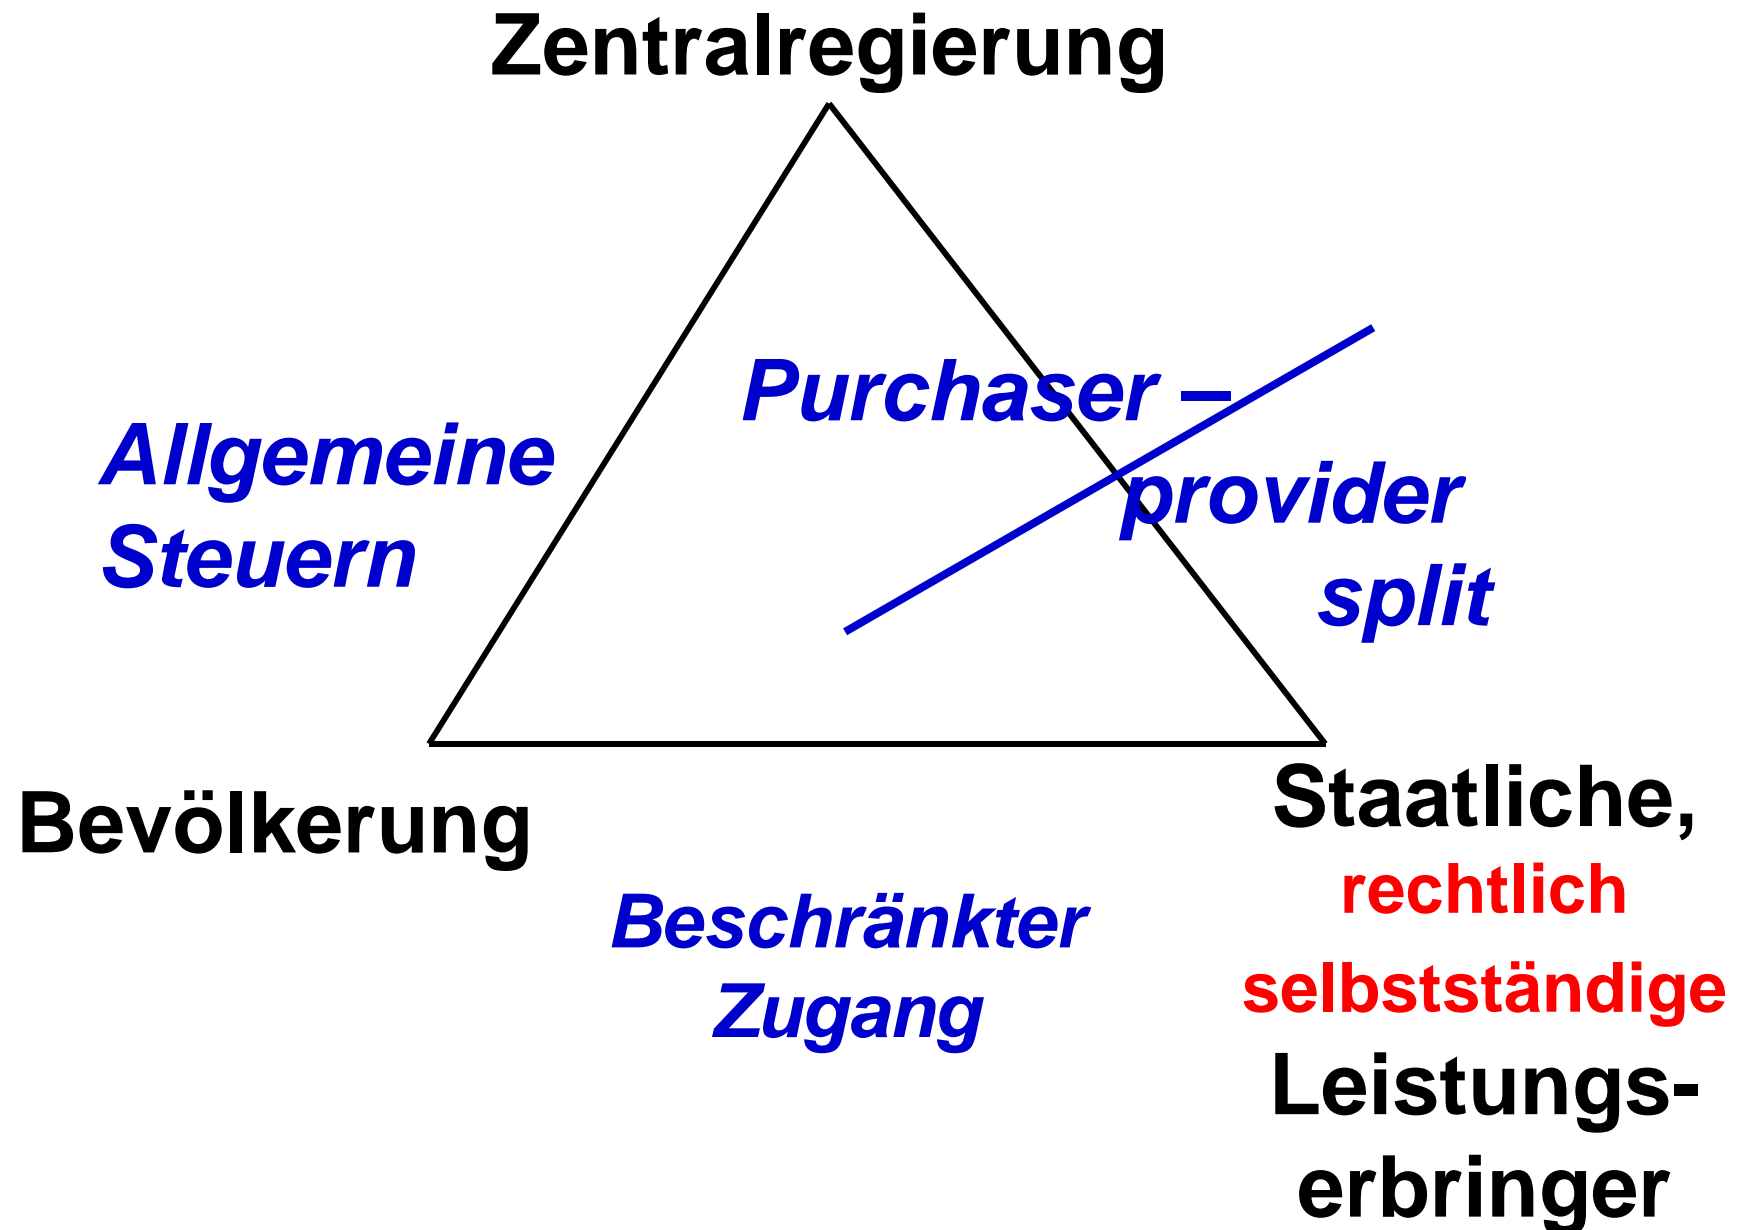 Zentralregierung
Purchaser –
provider
split
Allgemeine
Steuern
Bevölkerung
Beschränkter
Zugang
Staatliche,
rechtlich
selbstständige
Leistungs-
erbringer